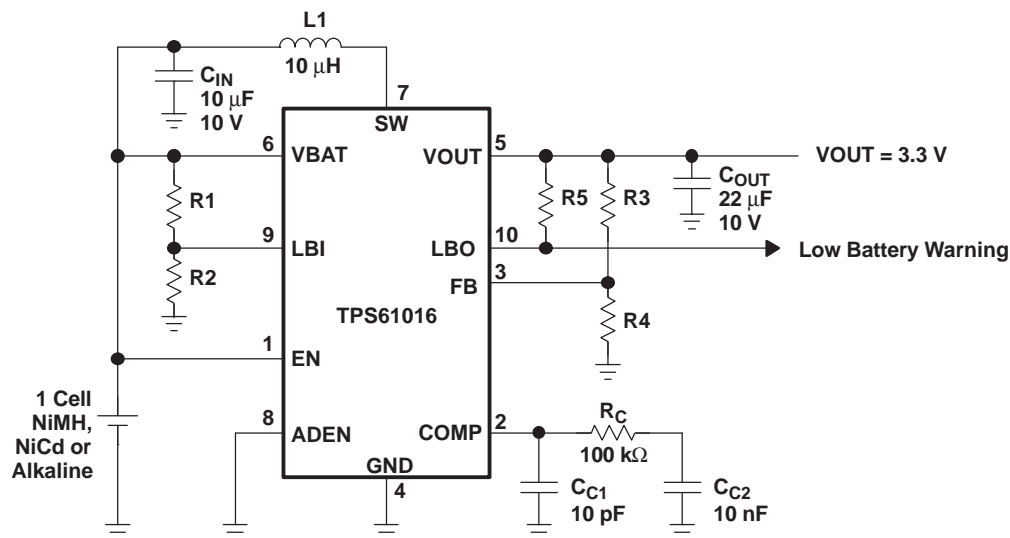 L1
10 μH
CIN
10 μF
10 V
7
SW
6
VBAT
VOUT
5
VOUT = 3.3 V
COUT
22 μF
10 V
R1
R5
R3
9
LBI
LBO
10
Low Battery Warning
R2
FB
3
TPS61016
R4
1
EN
1 Cell
NiMH,
NiCd or
Alkaline
8
ADEN
COMP
2
RC
100 kΩ
GND
4
CC1
10 pF
CC2
10 nF